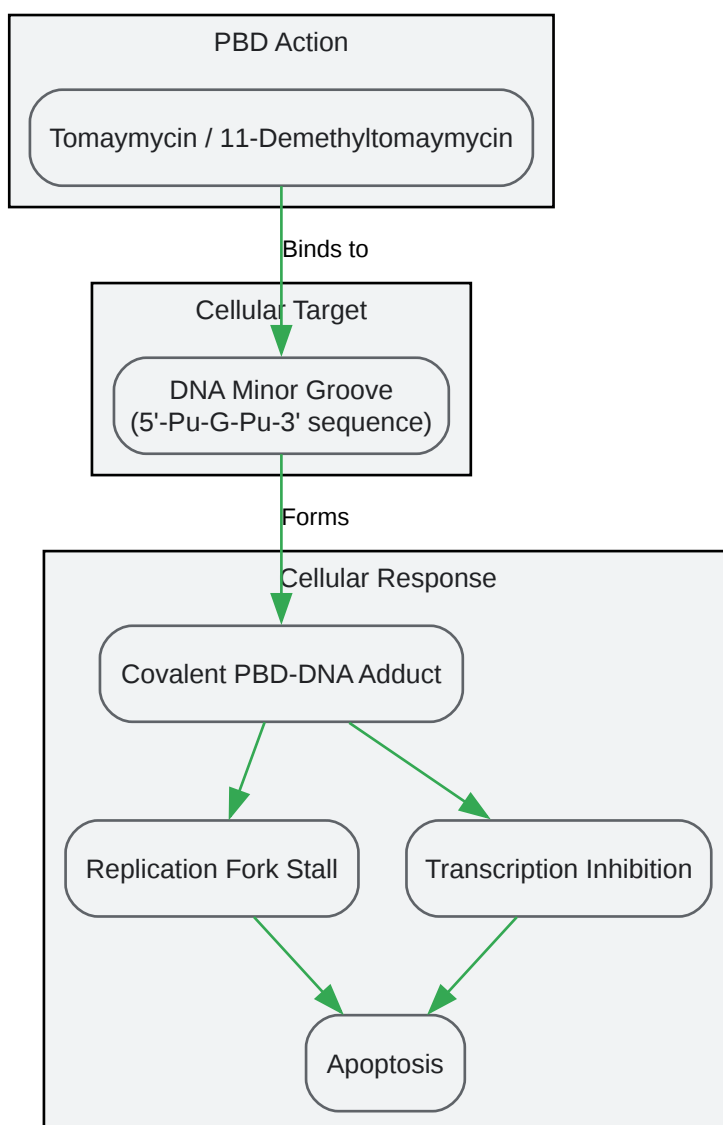 PBD Action
Tomaymycin / 11-Demethyltomaymycin
Binds to
Cellular Target
DNA Minor Groove
(5'-Pu-G-Pu-3' sequence)
Forms
Cellular Response
Covalent PBD-DNA Adduct
Replication Fork Stall
Transcription Inhibition
Apoptosis